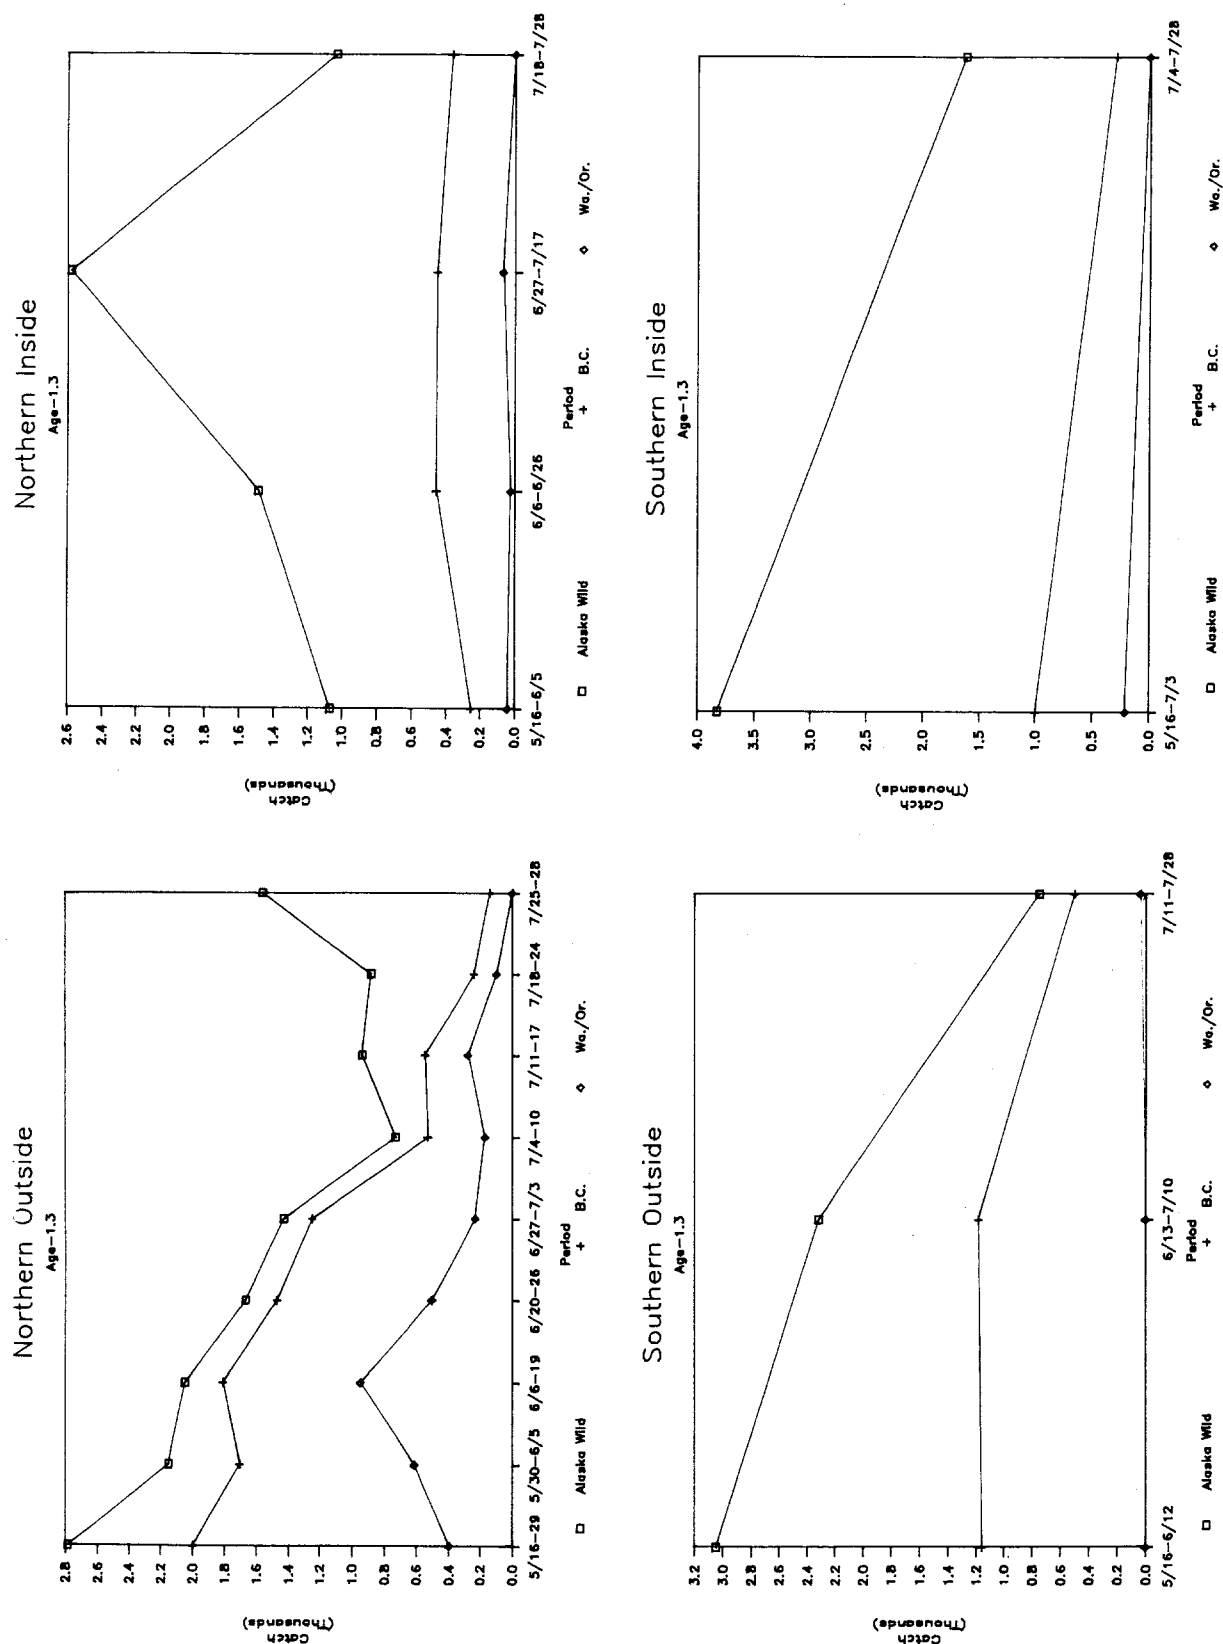 Northern Outside
Age-1.3
Catch
(Thousands)
2.8
2.6
2.4
2.2
2.0
1.8
1.6
1.4
1.2
1.0
0.8
0.6
0.4
0.2
0.0
5/16-29 5/30-6/5 6/6-19 6/20-26 6/27-7/3 7/4-10 7/11-17 7/18-24 7/25-28
Period
Alaska Wild + B.C. Wa./Or.
Northern Inside
Age-1.3
Catch
(Thousands)
2.6
2.4
2.2
2.0
1.8
1.6
1.4
1.2
1.0
0.8
0.6
0.4
0.2
0.0
5/16-6/5 6/6-6/26 6/27-7/17 7/18-7/28
Period
Alaska Wild + B.C. Wa./Or.
Southern Outside
Age-1.3
Catch
(Thousands)
3.2
3.0
2.8
2.6
2.4
2.2
2.0
1.8
1.6
1.4
1.2
1.0
0.8
0.6
0.4
0.2
0.0
5/16-6/12 6/13-7/10 7/11-7/28
Period
Alaska Wild + B.C. Wa./Or.
Southern Inside
Age-1.3
Catch
(Thousands)
4.0
3.5
3.0
2.5
2.0
1.5
1.0
0.5
0.0
5/16-7/3 7/4-7/28
Period
Alaska Wild + B.C. Wa./Or.